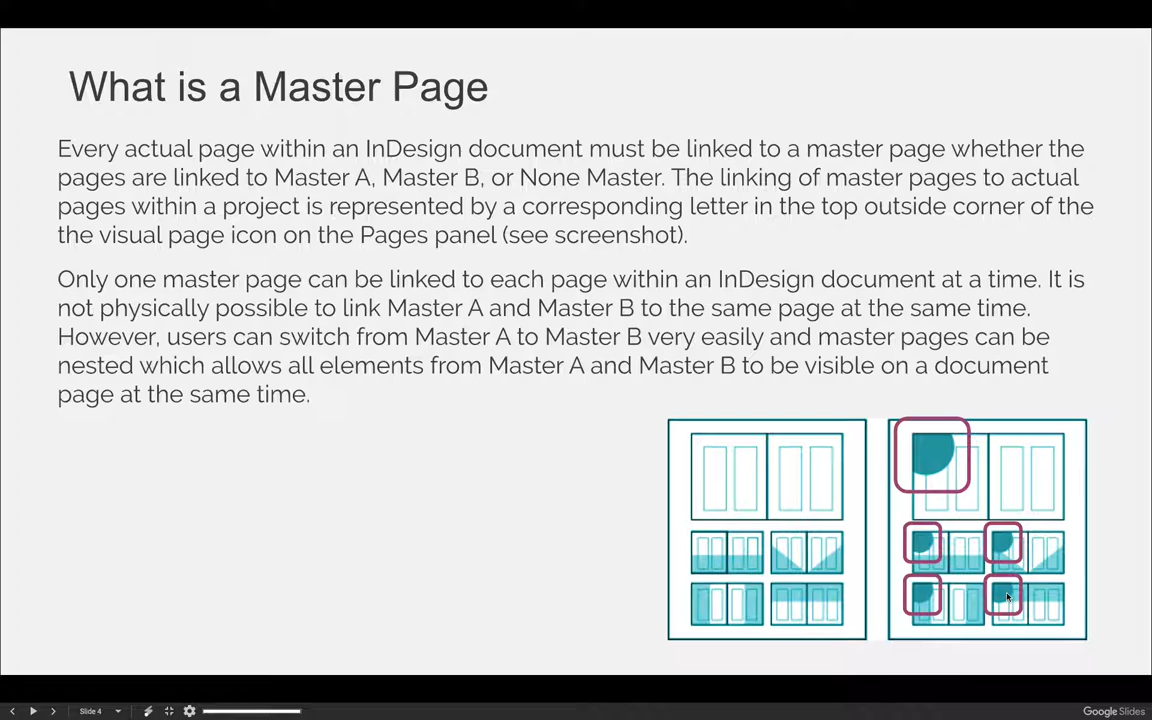 What is a Master Page
Every actual page within an InDesign document must be linked to a master page whether the
pages are linked to Master A, Master B, or None Master. The linking of master pages to actual
pages within a project is represented by a corresponding letter in the top outside corner of the
the visual page icon on the Pages panel (see screenshot).
Only one master page can be linked to each page within an InDesign document at a time. It is
not physically possible to link Master A and Master B to the same page at the same time.
However, users can switch from Master A to Master B very easily and master pages can be
nested which allows all elements from Master A and Master B to be visible on a document
page at the same time.
Slide 4
Google Slides